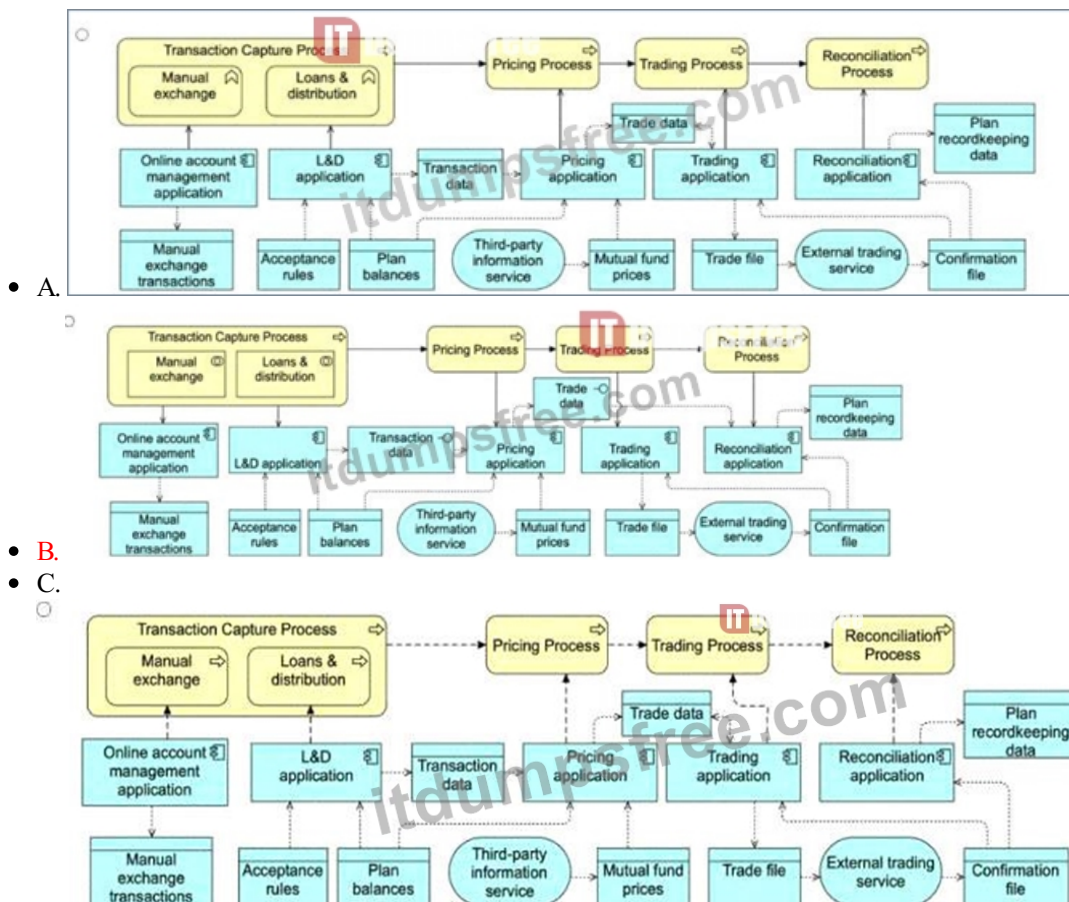 A.
Transaction Capture Process
Manual
exchange
Loans &
distribution
Pricing Process
Trading Process
Reconciliation
Process
Online account
management
application
L&D
application
Transaction
data
Pricing
application
Trade data
Trading
application
Reconciliation
application
Plan
recordkeeping
data
Manual
exchange
transactions
Acceptance
rules
Plan
balances
Third-party
information
service
Mutual fund
prices
Trade file
External trading
service
Confirmation
file
IT
itdumpsfree.com
B.
Transaction Capture Process
Manual
exchange
Loans &
distribution
Pricing Process
Trading Process
Reconciliation
Process
Online account
management
application
L&D application
Transaction
data
Pricing
application
Trade
data
Trading
application
Reconciliation
application
Plan
recordkeeping
data
Manual
exchange
transactions
Acceptance
rules
Plan
balances
Third-party
information
service
Mutual fund
prices
Trade file
External trading
service
Confirmation
file
IT
itdumpsfree.com
C.
Transaction Capture Process
Manual
exchange
Loans &
distribution
Pricing Process
Trading Process
Reconciliation
Process
Online account
management
application
L&D
application
Transaction
data
Pricing
application
Trade data
Trading
application
Reconciliation
application
Plan
recordkeeping
data
Manual
exchange
transactions
Acceptance
rules
Plan
balances
Third-party
information
service
Mutual fund
prices
Trade file
External trading
service
Confirmation
file
IT
itdumpsfree.com